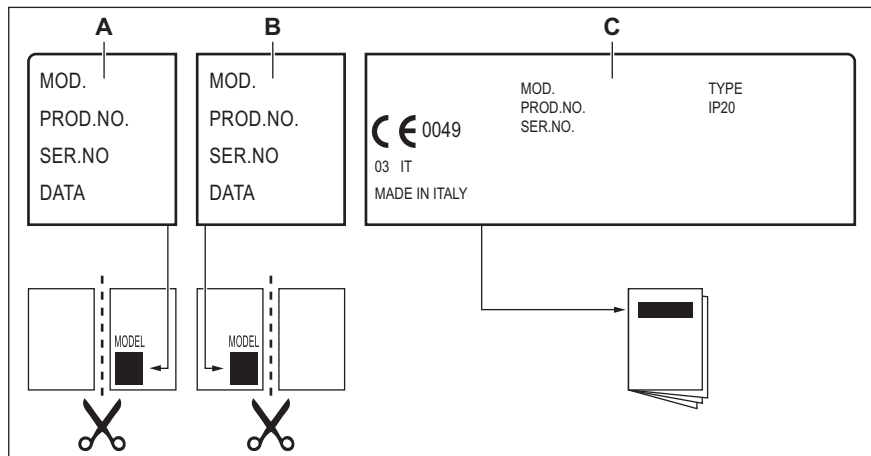 A
B
C
MOD.
PROD.NO.
SER.NO
DATA
MOD.
PROD.NO.
SER.NO
DATA
MOD.
PROD.NO.
SER.NO.
TYPE
IP20
CE 0049
03 IT
MADE IN ITALY
MODEL
MODEL